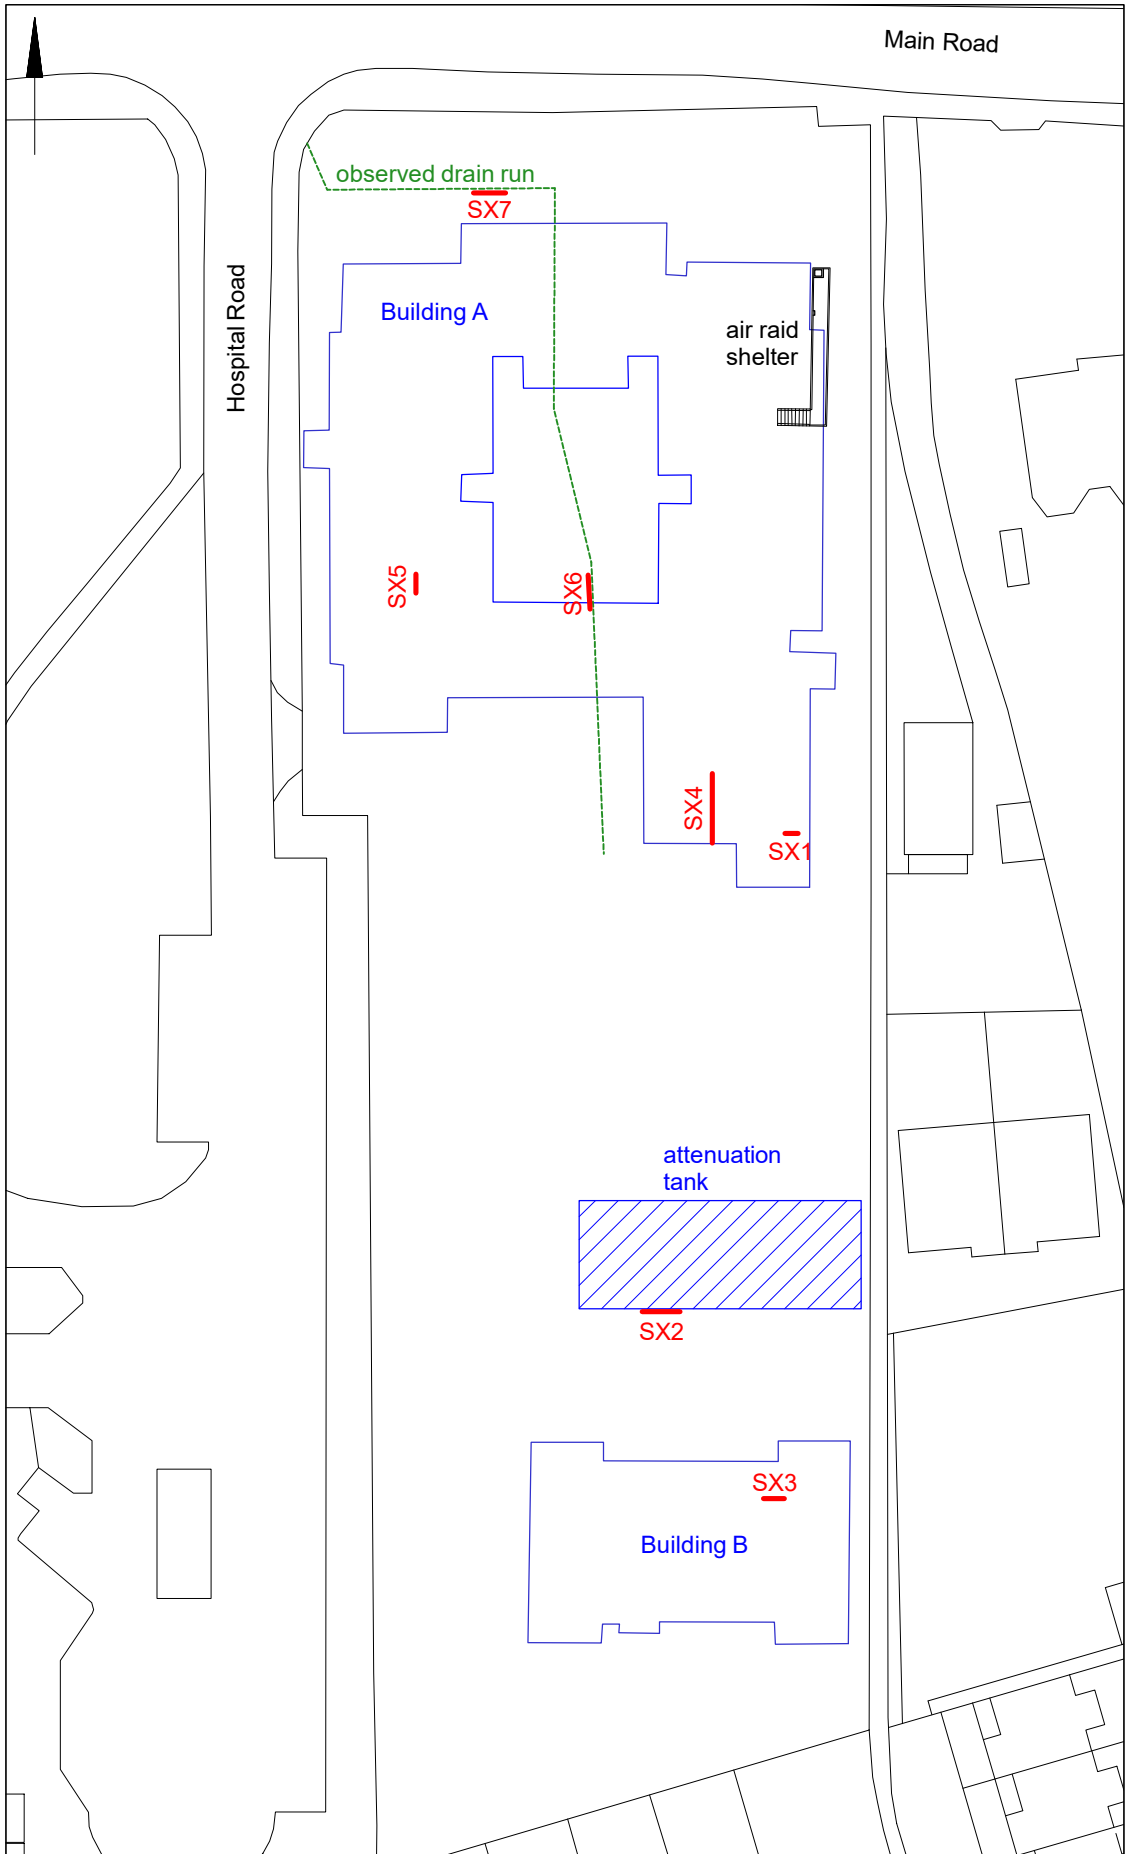 Main Road
observed drain run
SX7
Building A
Hospital Road
air raid
shelter
SX5
SX6
SX4
SX1
attenuation
tank
SX2
SX3
Building B